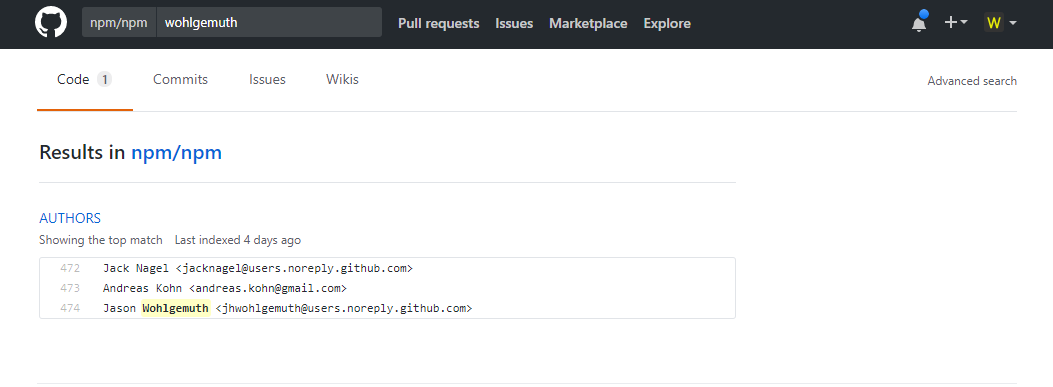 npm/npm wohlgemuth Pull requests Issues Marketplace Explore W
Code 1 Commits Issues Wikis Advanced search
Results in npm/npm
AUTHORS
Showing the top match Last indexed 4 days ago
472 Jack Nagel <jacknagel@users.noreply.github.com>
473 Andreas Kohn <andreas.kohn@gmail.com>
474 Jason Wohlgemuth <jhwohlgemuth@users.noreply.github.com>